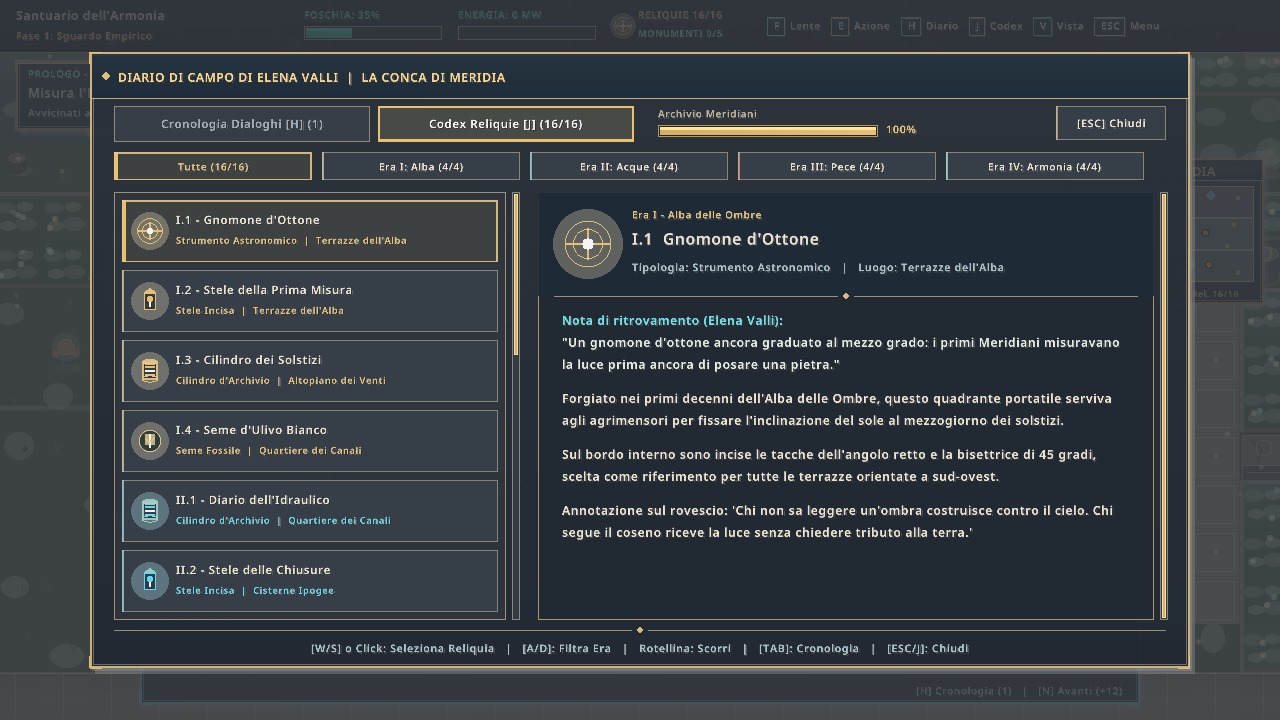 Santuario dell'Armonia
Fase 1: Sguardo Empirico
FOSCHIA: 35%
ENERGIA: 0 MW
RELIQUIE 16/16
MONUMENTI 0/5
F Lente
E Azione
H Diario
J Codex
V Vista
ESC Menu
PROLOGO -
Misura l'I
Avvicinati a
DIARIO DI CAMPO DI ELENA VALLI | LA CONCA DI MERIDIA
Cronologia Dialoghi [H] (1)
Codex Reliquie [J] (16/16)
Archivio Meridiani
100%
[ESC] Chiudi
Tutte (16/16)
Era I: Alba (4/4)
Era II: Acque (4/4)
Era III: Pece (4/4)
Era IV: Armonia (4/4)
I.1 - Gnomone d'Ottone
Strumento Astronomico | Terrazze dell'Alba
I.2 - Stele della Prima Misura
Stele Incisa | Terrazze dell'Alba
I.3 - Cilindro dei Solstizi
Cilindro d'Archivio | Altopiano dei Venti
I.4 - Seme d'Ulivo Bianco
Seme Fossile | Quartiere dei Canali
II.1 - Diario dell'Idraulico
Cilindro d'Archivio | Quartiere dei Canali
II.2 - Stele delle Chiusure
Stele Incisa | Cisterne Ipogee
Era I - Alba delle Ombre
I.1 Gnomone d'Ottone
Tipologia: Strumento Astronomico | Luogo: Terrazze dell'Alba
Nota di ritrovamento (Elena Valli):
"Un gnomone d'ottone ancora graduato al mezzo grado: i primi Meridiani misuravano
la luce prima ancora di posare una pietra."
Forgiato nei primi decenni dell'Alba delle Ombre, questo quadrante portatile serviva
agli agrimensori per fissare l'inclinazione del sole al mezzogiorno dei solstizi.
Sul bordo interno sono incise le tacche dell'angolo retto e la bisettrice di 45 gradi,
scelta come riferimento per tutte le terrazze orientate a sud-ovest.
Annotazione sul rovescio: 'Chi non sa leggere un'ombra costruisce contro il cielo. Chi
segue il coseno riceve la luce senza chiedere tributo alla terra.'
[W/S] o Click: Seleziona Reliquia | [A/D]: Filtra Era | Rotellina: Scorri | [TAB]: Cronologia | [ESC/J]: Chiudi
DIA
16/16
[H] Cronologia (1) | [N] Avanti (+12)